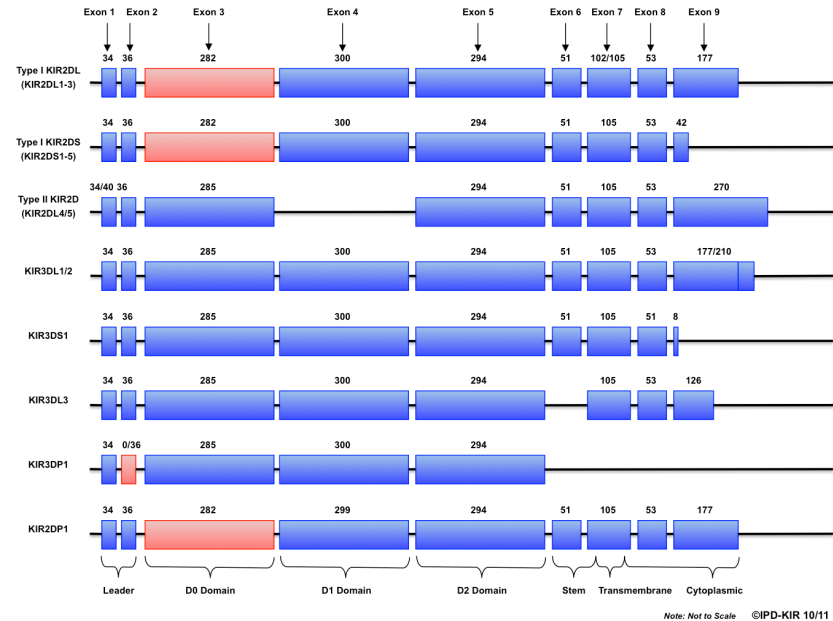 Exon 1 Exon 2 Exon 3 Exon 4 Exon 5 Exon 6 Exon 7 Exon 8 Exon 9
34 36 282 300 294 51 102/105 53 177
Type I KIR2DL
(KIR2DL1-3)
34 36 282 300 294 51 105 53 42
Type I KIR2DS
(KIR2DS1-5)
34/40 36 285 294 51 105 53 270
Type II KIR2D
(KIR2DL4/5)
34 36 285 300 294 51 105 53 177/210
KIR3DL1/2
34 36 285 300 294 51 105 51 8
KIR3DS1
34 36 285 300 294 105 53 126
KIR3DL3
34 0/36 285 300 294
KIR3DP1
34 36 282 299 294 51 105 53 177
KIR2DP1
Leader D0 Domain D1 Domain D2 Domain Stem Transmembrane Cytoplasmic
Note: Not to Scale ©IPD-KIR 10/11